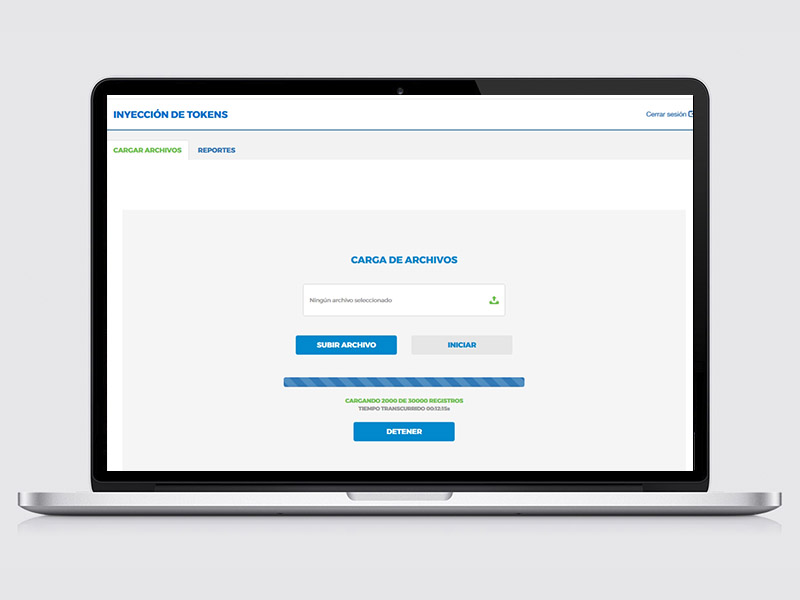 INYECCIÓN DE TOKENS
Cerrar sesión
CARGAR ARCHIVOS
REPORTES
CARGA DE ARCHIVOS
Ningún archivo seleccionado
SUBIR ARCHIVO
INICIAR
CARGANDO 2000 DE 30000 REGISTROS
TIEMPO TRANSCURRIDO 00:12:15s
DETENER